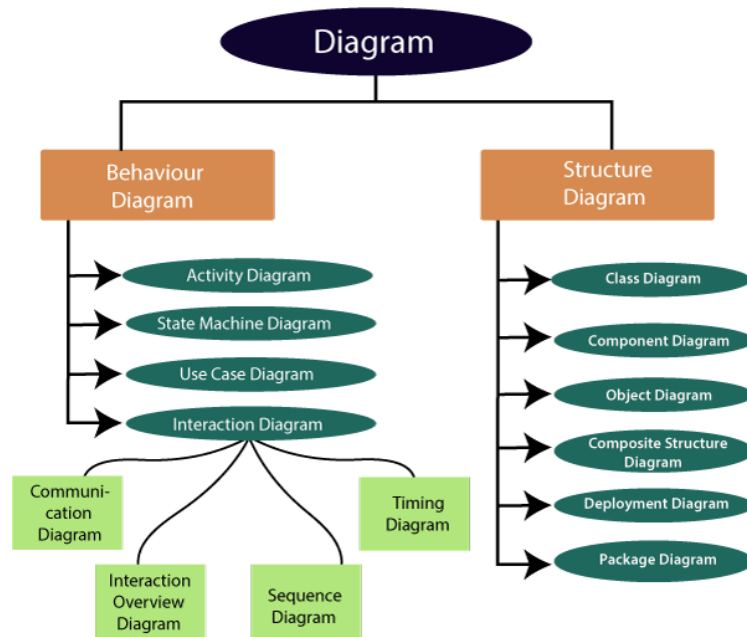 Diagram
Behaviour
Diagram
Structure
Diagram
Activity Diagram
State Machine Diagram
Use Case Diagram
Interaction Diagram
Communi-
cation
Diagram
Interaction
Overview
Diagram
Sequence
Diagram
Timing
Diagram
Class Diagram
Component Diagram
Object Diagram
Composite Structure
Diagram
Deployment Diagram
Package Diagram